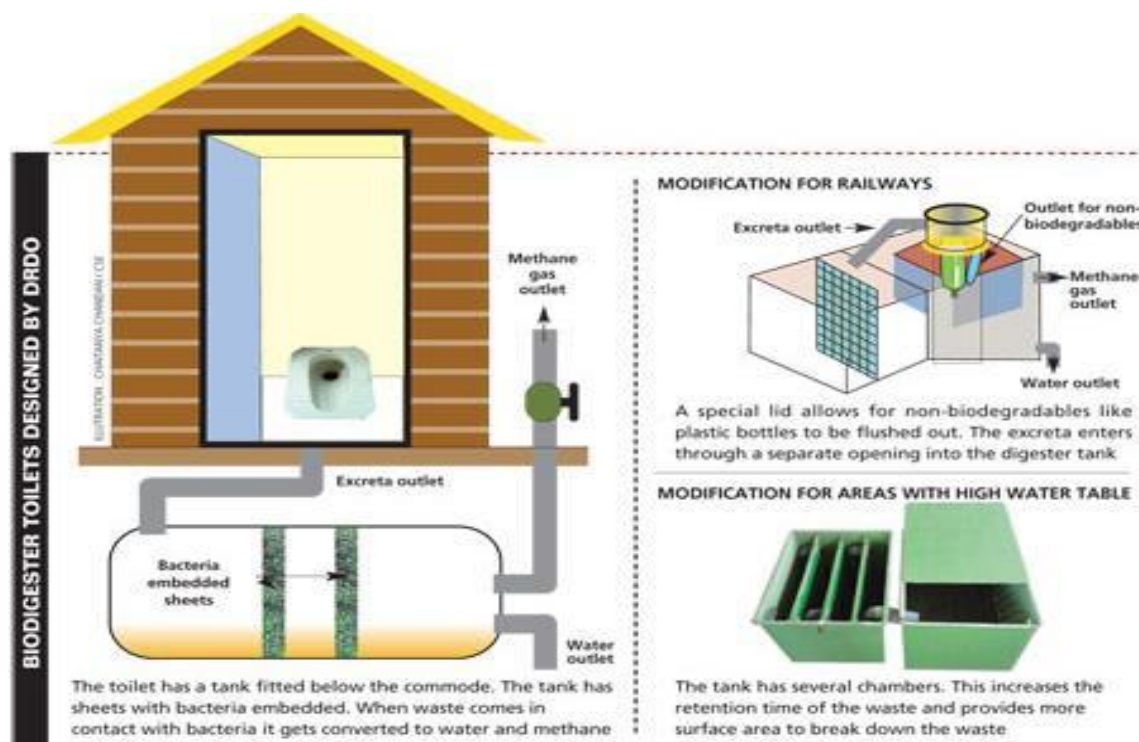 BIODIGESTER TOILETS DESIGNED BY DRDO
ILLUSTRATION: CHAITANYA CHANDAN / CSE
Methane
gas
outlet
Excreta outlet
Bacteria
embedded
sheets
Water
outlet
The toilet has a tank fitted below the commode. The tank has
sheets with bacteria embedded. When waste comes in
contact with bacteria it gets converted to water and methane
MODIFICATION FOR RAILWAYS
Excreta outlet
Outlet for non-
biodegradables
Methane
gas
outlet
Water outlet
A special lid allows for non-biodegradables like
plastic bottles to be flushed out. The excreta enters
through a separate opening into the digester tank
MODIFICATION FOR AREAS WITH HIGH WATER TABLE
The tank has several chambers. This increases the
retention time of the waste and provides more
surface area to break down the waste